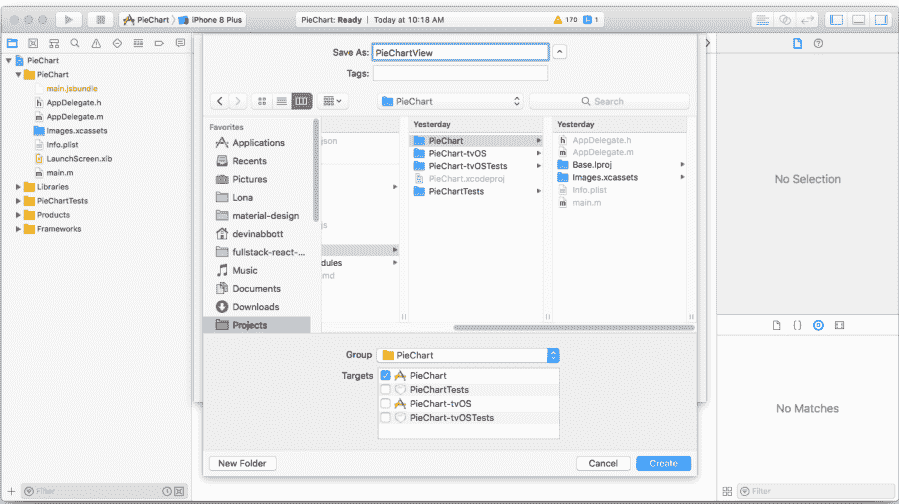 PieChart
iPhone 8 Plus
PieChart: Ready | Today at 10:18 AM
170
1
PieChart
PieChart
main.jsbundle
AppDelegate.h
AppDelegate.m
Images.xcassets
Info.plist
LaunchScreen.xib
main.m
Libraries
PieChartTests
Products
Frameworks
Filter
Save As: PieChartView
Tags:
PieChart
Search
Favorites
Applications
Recents
Pictures
Lona
material-design
devinabbott
fullstack-react-...
Music
Documents
Downloads
Projects
json
js
dules
md
Yesterday
PieChart
PieChart-tvOS
PieChart-tvOSTests
PieChart.xcodeproj
PieChartTests
Yesterday
AppDelegate.h
AppDelegate.m
Base.lproj
Images.xcassets
Info.plist
main.m
Group PieChart
Targets PieChart
PieChartTests
PieChart-tvOS
PieChart-tvOSTests
New Folder
Cancel
Create
No Selection
No Matches
Filter